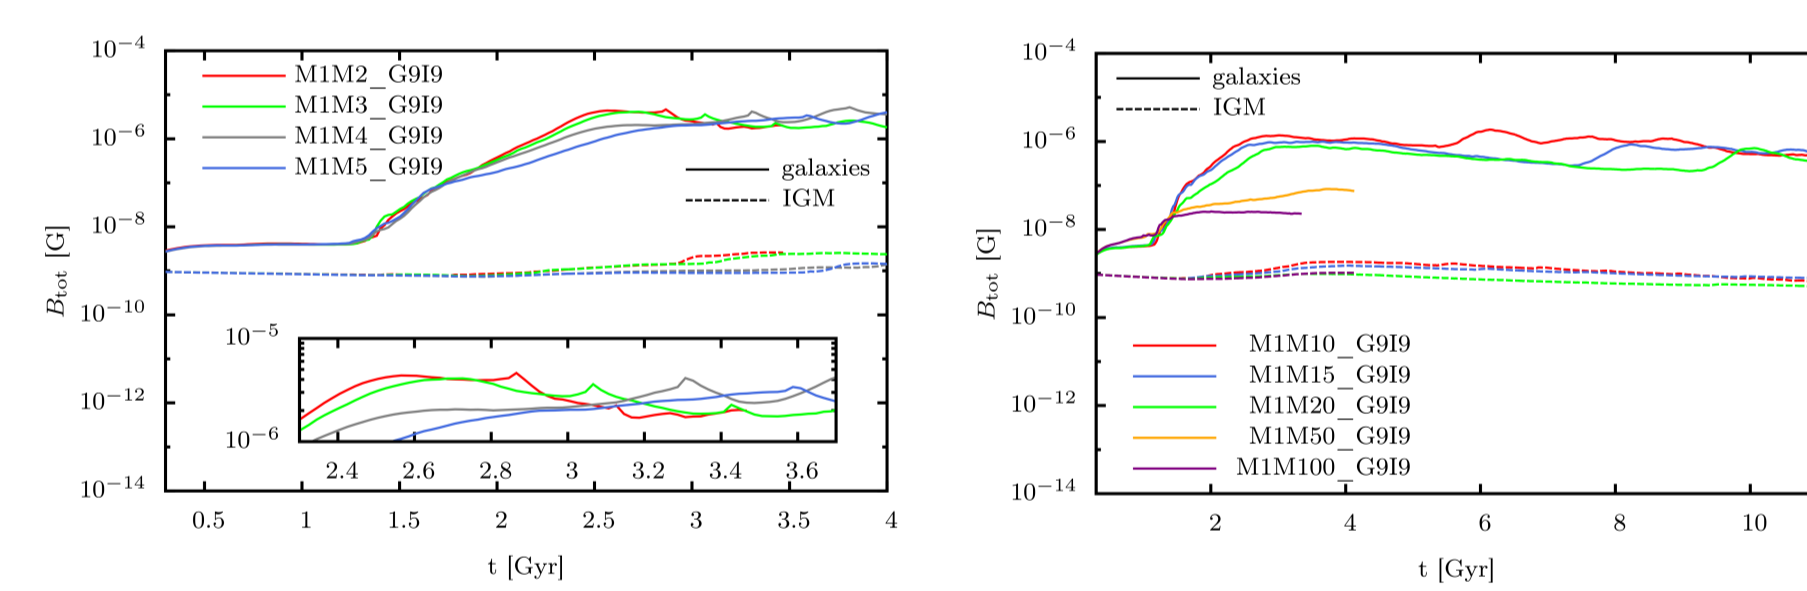 10−4
10−6
10−8
10−10
10−12
10−14
Btot [G]
M1M2_G9I9
M1M3_G9I9
M1M4_G9I9
M1M5_G9I9
galaxies
IGM
10−5
10−6
2.4 2.6 2.8 3 3.2 3.4 3.6
0.5 1 1.5 2 2.5 3 3.5 4
t [Gyr]
10−4
10−6
10−8
10−10
10−12
10−14
Btot [G]
galaxies
IGM
M1M10_G9I9
M1M15_G9I9
M1M20_G9I9
M1M50_G9I9
M1M100_G9I9
2 4 6 8 10
t [Gyr]